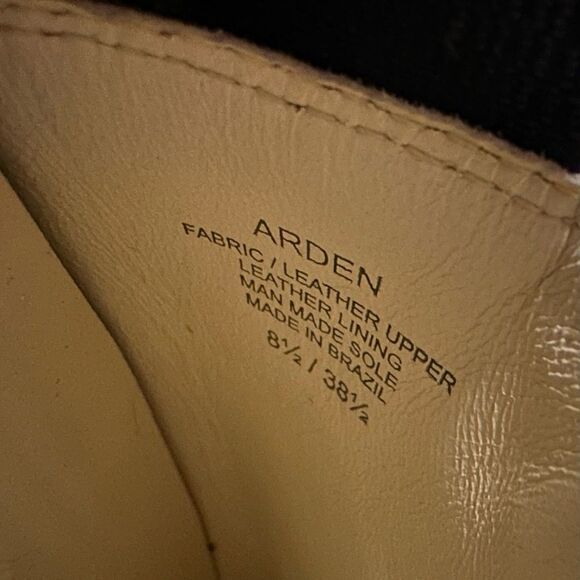 ARDEN
FABRIC / LEATHER UPPER
LEATHER LINING
MAN MADE SOLE
MADE IN BRAZIL
8½ / 38½